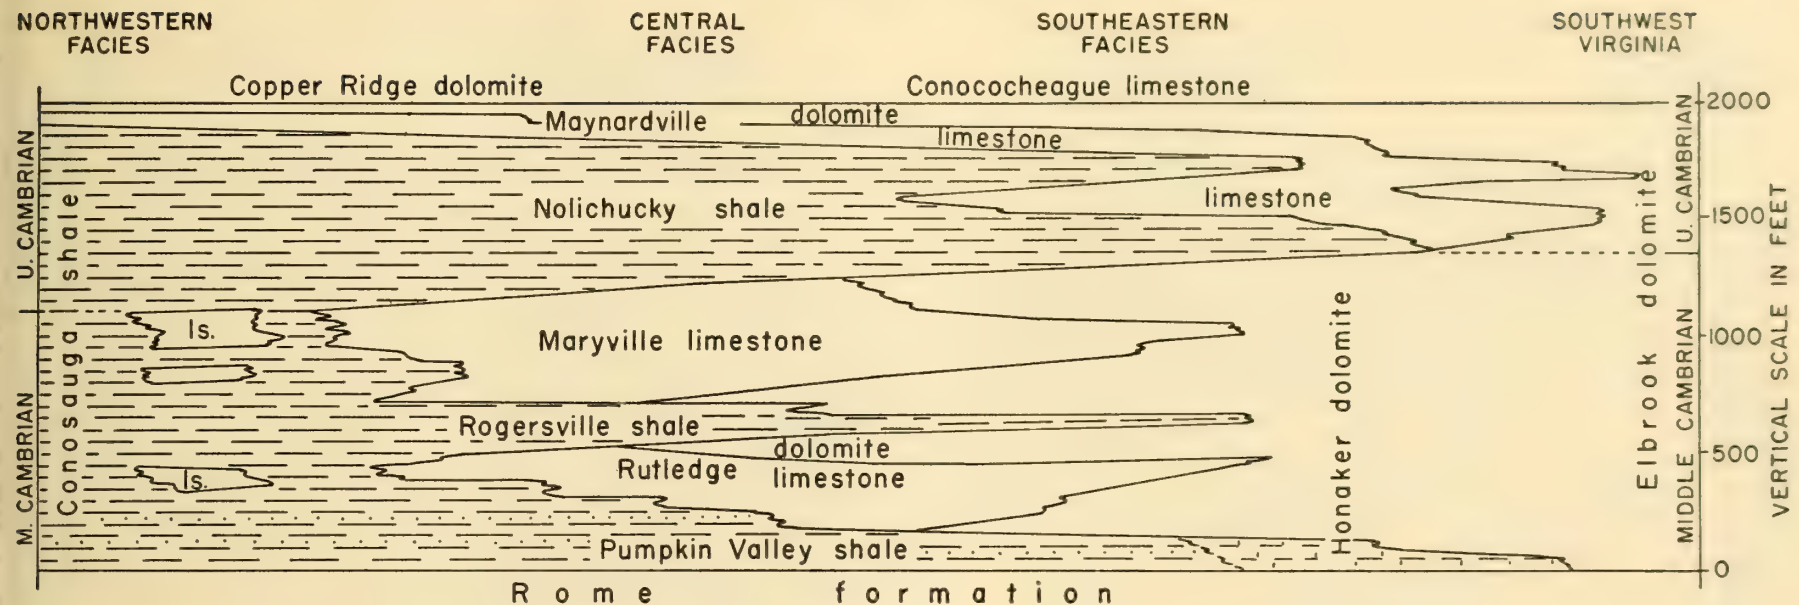 NORTHWESTERN FACIES
CENTRAL FACIES
SOUTHEASTERN FACIES
SOUTHWEST VIRGINIA
Copper Ridge dolomite
Conococheague limestone
2000
Maynardville
dolomite
limestone
U. CAMBRIAN
Conosauga shale
Nolichucky shale
limestone
1500
U. CAMBRIAN
ls.
Maryville limestone
1000
Honaker dolomite
Elbrook dolomite
VERTICAL SCALE IN FEET
M. CAMBRIAN
MIDDLE CAMBRIAN
Rogersville shale
dolomite
500
ls.
Rutledge
limestone
Pumpkin Valley shale
0
Rome formation